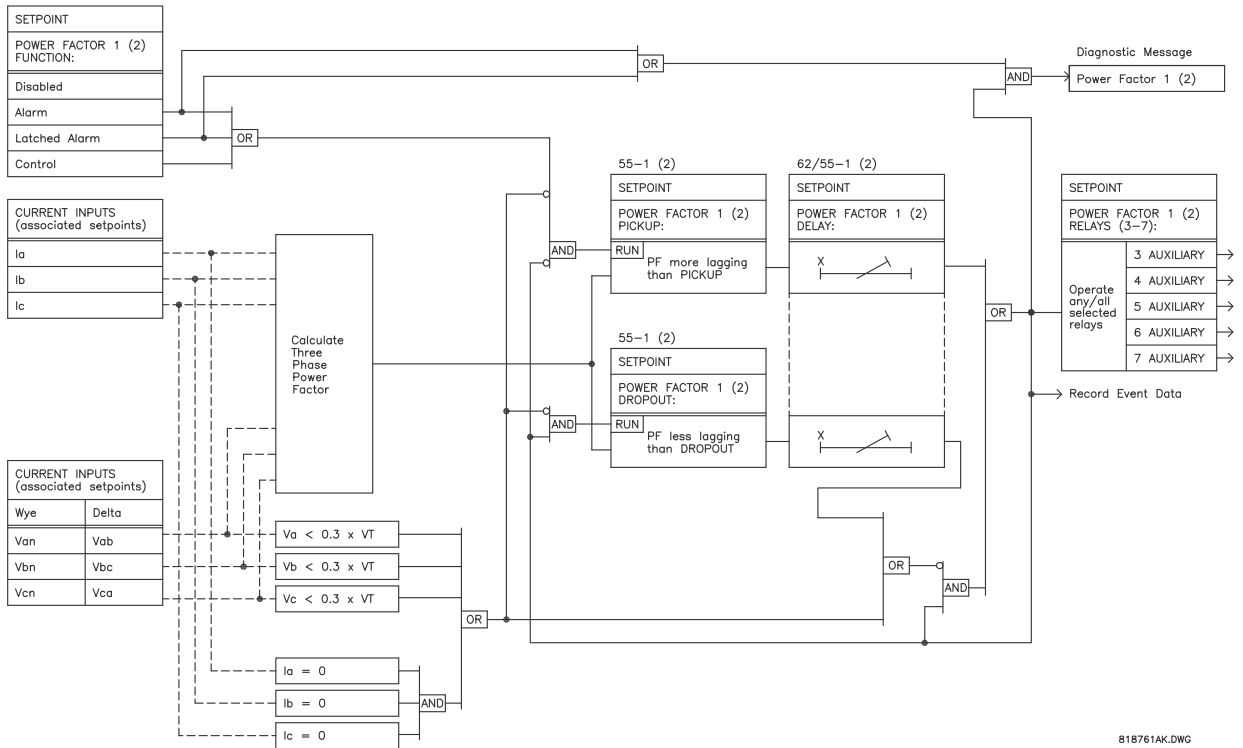 SETPOINT
POWER FACTOR 1 (2)
FUNCTION:
Disabled
Alarm
Latched Alarm
Control
OR
OR
AND
Diagnostic Message
Power Factor 1 (2)
CURRENT INPUTS
(associated setpoints)
Ia
Ib
Ic
Calculate
Three
Phase
Power
Factor
AND
55-1 (2)
SETPOINT
POWER FACTOR 1 (2)
PICKUP:
RUN
PF more lagging
than PICKUP
62/55-1 (2)
SETPOINT
POWER FACTOR 1 (2)
DELAY:
X
55-1 (2)
SETPOINT
POWER FACTOR 1 (2)
DROPOUT:
AND
RUN
PF less lagging
than DROPOUT
X
OR
SETPOINT
POWER FACTOR 1 (2)
RELAYS (3-7):
Operate
any/all
selected
relays
3 AUXILIARY
4 AUXILIARY
5 AUXILIARY
6 AUXILIARY
7 AUXILIARY
Record Event Data
CURRENT INPUTS
(associated setpoints)
Wye Delta
Van Vab
Vbn Vbc
Vcn Vca
Va < 0.3 x VT
Vb < 0.3 x VT
Vc < 0.3 x VT
OR
OR
AND
Ia = 0
Ib = 0
Ic = 0
AND
818761AK.DWG